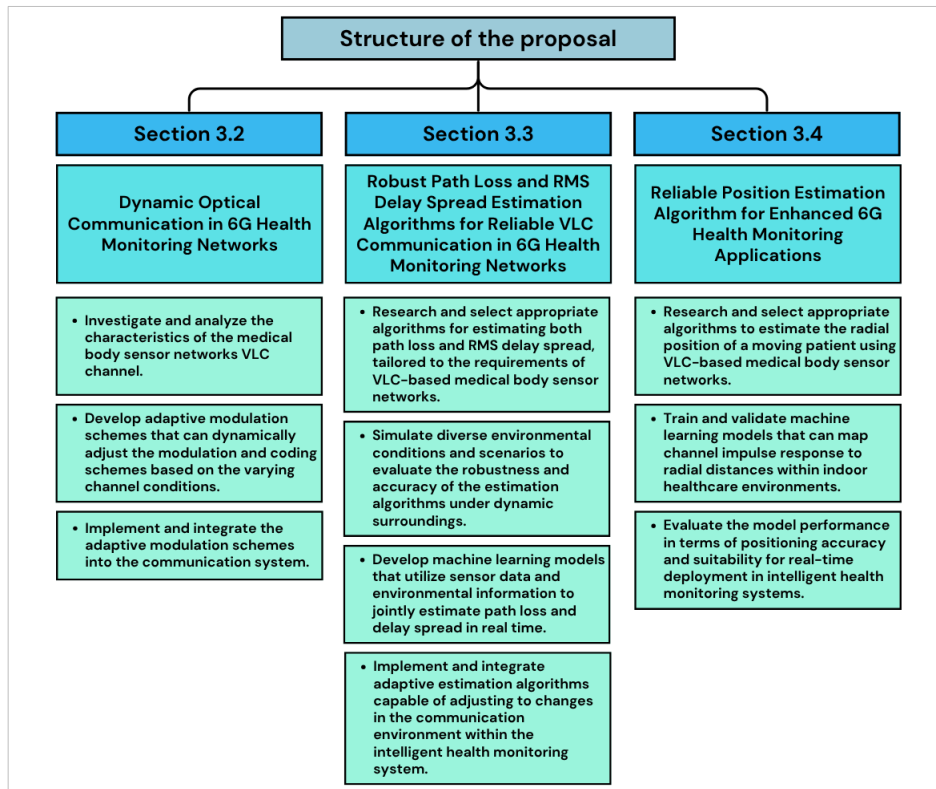 Structure of the proposal
Section 3.2
Dynamic Optical
Communication in 6G Health
Monitoring Networks
• Investigate and analyze the
characteristics of the medical
body sensor networks VLC
channel.
• Develop adaptive modulation
schemes that can dynamically
adjust the modulation and coding
schemes based on the varying
channel conditions.
• Implement and integrate the
adaptive modulation schemes
into the communication system.
Section 3.3
Robust Path Loss and RMS
Delay Spread Estimation
Algorithms for Reliable VLC
Communication in 6G Health
Monitoring Networks
• Research and select appropriate
algorithms for estimating both
path loss and RMS delay spread,
tailored to the requirements of
VLC-based medical body sensor
networks.
• Simulate diverse environmental
conditions and scenarios to
evaluate the robustness and
accuracy of the estimation
algorithms under dynamic
surroundings.
• Develop machine learning models
that utilize sensor data and
environmental information to
jointly estimate path loss and
delay spread in real time.
• Implement and integrate
adaptive estimation algorithms
capable of adjusting to changes
in the communication
environment within the
intelligent health monitoring
system.
Section 3.4
Reliable Position Estimation
Algorithm for Enhanced 6G
Health Monitoring
Applications
• Research and select appropriate
algorithms to estimate the radial
position of a moving patient using
VLC-based medical body sensor
networks.
• Train and validate machine
learning models that can map
channel impulse response to
radial distances within indoor
healthcare environments.
• Evaluate the model performance
in terms of positioning accuracy
and suitability for real-time
deployment in intelligent health
monitoring systems.